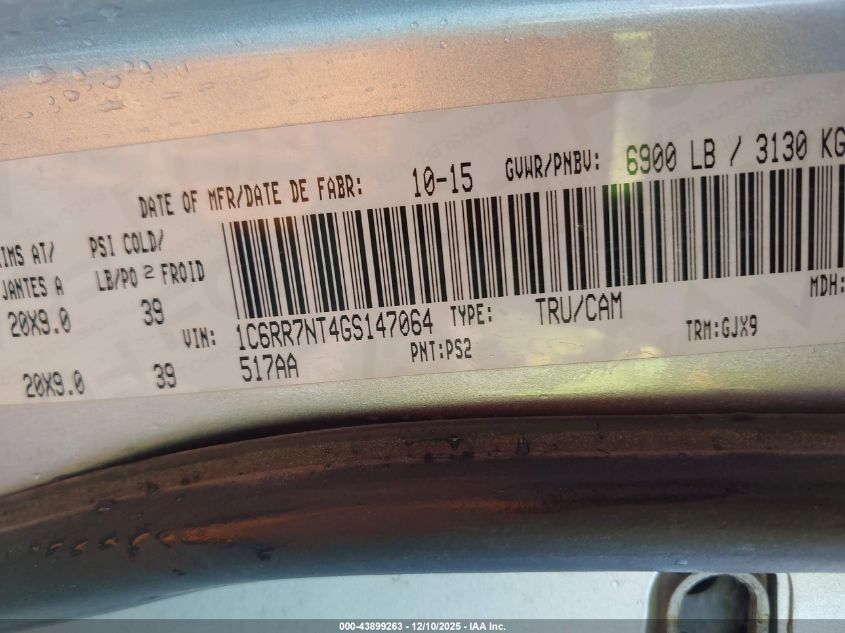 DATE OF MFR/DATE DE FABR: 10-15 GVWR/PNBV: 6900 LB / 3130 KG
AT/ PSI COLD/
JANTES A LB/PO 2 FROID
20X9.0 39 VIN: 1C6RR7NT4GS147064 TYPE: TRU/CAM MDH:
20X9.0 39 517AA PNT:PS2 TRM:GJX9
000-43899263 - 12/10/2025 - IAA Inc.